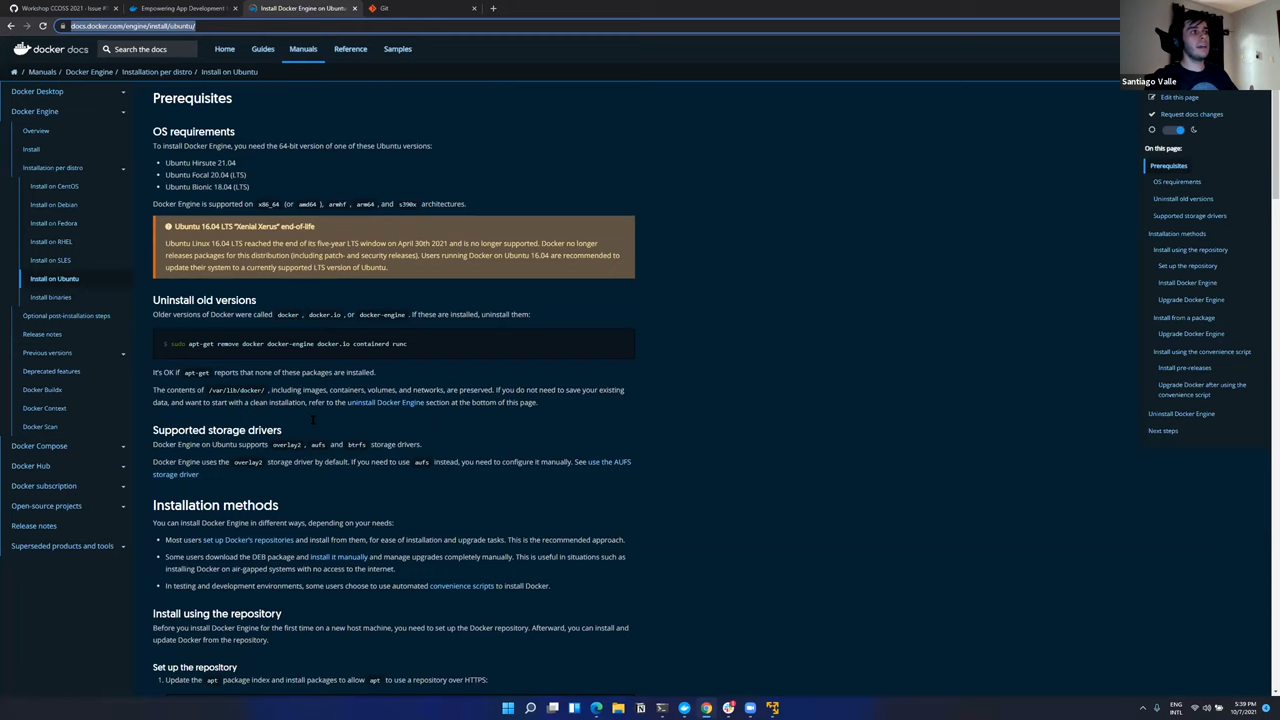 Workshop CCOSS 2021 - Issue #1
Empowering App Development
Install Docker Engine on Ubuntu
Git
docs.docker.com/engine/install/ubuntu/
Santiago Valle
docker docs
Search the docs
Home
Guides
Manuals
Reference
Samples
Manuals / Docker Engine / Installation per distro / Install on Ubuntu
Docker Desktop
Docker Engine
Overview
Install
Installation per distro
Install on CentOS
Install on Debian
Install on Fedora
Install on RHEL
Install on SLES
Install on Ubuntu
Install binaries
Optional post-installation steps
Release notes
Previous versions
Deprecated features
Docker Buildx
Docker Context
Docker Scan
Docker Compose
Docker Hub
Docker subscription
Open-source projects
Release notes
Superseded products and tools
Prerequisites
OS requirements
To install Docker Engine, you need the 64-bit version of one of these Ubuntu versions:
Ubuntu Hirsute 21.04
Ubuntu Focal 20.04 (LTS)
Ubuntu Bionic 18.04 (LTS)
Docker Engine is supported on x86_64 (or amd64), armhf, arm64, and s390x architectures.
Ubuntu 16.04 LTS “Xenial Xerus” end-of-life
Ubuntu Linux 16.04 LTS reached the end of its five-year LTS window on April 30th 2021 and is no longer supported. Docker no longer
releases packages for this distribution (including patch- and security releases). Users running Docker on Ubuntu 16.04 are recommended to
update their system to a currently supported LTS version of Ubuntu.
Uninstall old versions
Older versions of Docker were called docker, docker.io, or docker-engine. If these are installed, uninstall them:
$ sudo apt-get remove docker docker-engine docker.io containerd runc
It's OK if apt-get reports that none of these packages are installed.
The contents of /var/lib/docker/, including images, containers, volumes, and networks, are preserved. If you do not need to save your existing
data, and want to start with a clean installation, refer to the uninstall Docker Engine section at the bottom of this page.
Supported storage drivers
Docker Engine on Ubuntu supports overlay2, aufs and btrfs storage drivers.
Docker Engine uses the overlay2 storage driver by default. If you need to use aufs instead, you need to configure it manually. See use the AUFS
storage driver
Installation methods
You can install Docker Engine in different ways, depending on your needs:
Most users set up Docker's repositories and install from them, for ease of installation and upgrade tasks. This is the recommended approach.
Some users download the DEB package and install it manually and manage upgrades completely manually. This is useful in situations such as
installing Docker on air-gapped systems with no access to the internet.
In testing and development environments, some users choose to use automated convenience scripts to install Docker.
Install using the repository
Before you install Docker Engine for the first time on a new host machine, you need to set up the Docker repository. Afterward, you can install and
update Docker from the repository.
Set up the repository
1. Update the apt package index and install packages to allow apt to use a repository over HTTPS:
Edit this page
Request docs changes
On this page:
Prerequisites
OS requirements
Uninstall old versions
Supported storage drivers
Installation methods
Install using the repository
Set up the repository
Install Docker Engine
Upgrade Docker Engine
Install from a package
Upgrade Docker Engine
Install using the convenience script
Install pre-releases
Upgrade Docker after using the
convenience script
Uninstall Docker Engine
Next steps
ENG
INTL
5:39 PM
10/7/2021